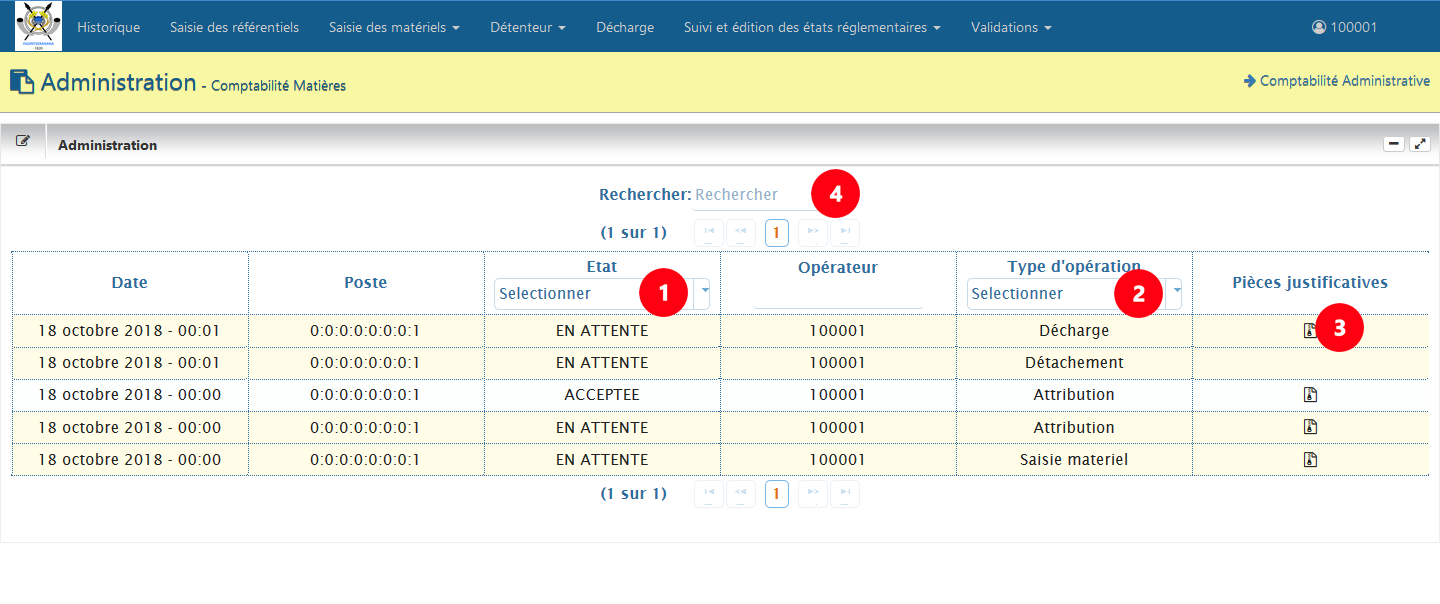 Historique Saisie des référentiels Saisie des matériels Détenteur Décharge Suivi et édition des états réglementaires Validations 100001
Administration - Comptabilité Matières Comptabilité Administrative
Administration
Rechercher: Rechercher 4
(1 sur 1) 1
Date Poste Etat Opérateur Type d'opération Pièces justificatives
Selectionner 1 Selectionner 2
18 octobre 2018 - 00:01 0:0:0:0:0:0:0:1 EN ATTENTE 100001 Décharge 3
18 octobre 2018 - 00:01 0:0:0:0:0:0:0:1 EN ATTENTE 100001 Détachement
18 octobre 2018 - 00:00 0:0:0:0:0:0:0:1 ACCEPTEE 100001 Attribution
18 octobre 2018 - 00:00 0:0:0:0:0:0:0:1 EN ATTENTE 100001 Attribution
18 octobre 2018 - 00:00 0:0:0:0:0:0:0:1 EN ATTENTE 100001 Saisie materiel
(1 sur 1) 1